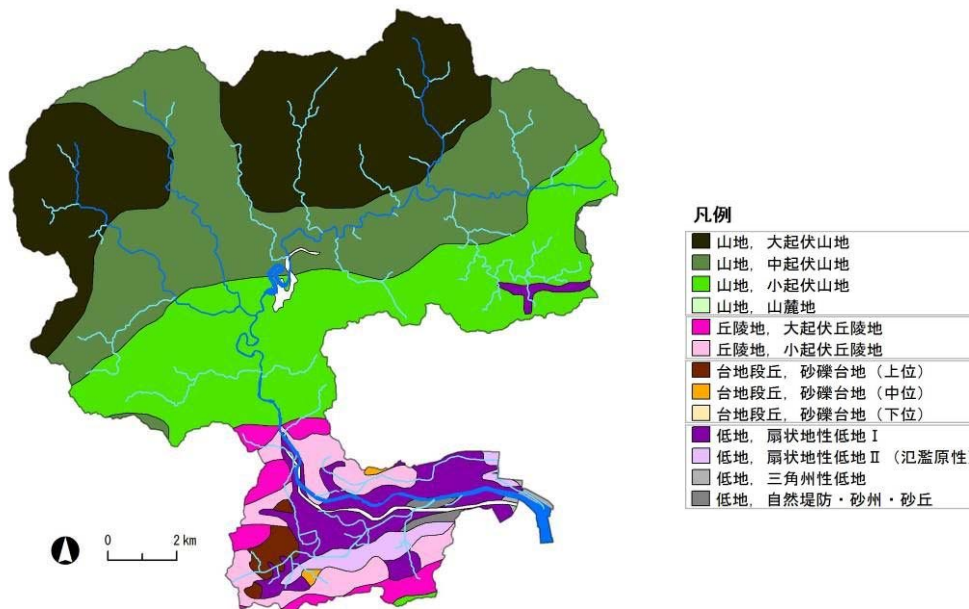 凡例
山地，大起伏山地
山地，中起伏山地
山地，小起伏山地
山地，山麓地
丘陵地，大起伏丘陵地
丘陵地，小起伏丘陵地
台地段丘，砂礫台地（上位）
台地段丘，砂礫台地（中位）
台地段丘，砂礫台地（下位）
低地，扇状地性低地Ⅰ
低地，扇状地性低地Ⅱ（氾濫原性
低地，三角州性低地
低地，自然堤防・砂州・砂丘
0 2 km